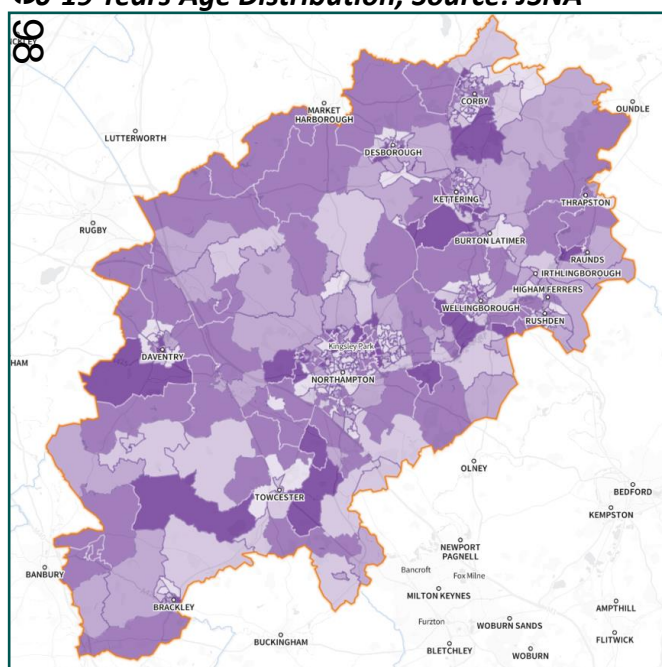 0-19 Years Age Distribution, Source: JSNA
98
MARKET
HARBOROUGH
CORBY
OUNDLE
LUTTERWORTH
DESBOROUGH
KETTERING
THRAPSTON
RUGBY
BURTON LATIMER
RAUNDS
IRTHLINGBOROUGH
HIGHAM FERRERS
WELLINGBOROUGH
RUSHDEN
Kingsley Park
DAVENTRY
HAM
NORTHAMPTON
OLNEY
TOWCESTER
BEDFORD
KEMPSTON
NEWPORT
PAGNELL
BANBURY
Bancroft
Fox Milne
MILTON KEYNES
BRACKLEY
AMPTHILL
Furzton
WOBURN SANDS
BUCKINGHAM
FLITWICK
BLETCHLEY
WOBURN